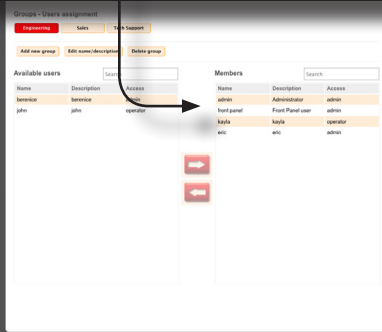 Groups - Users assignment
Engineering Sales Tech Support
Add new group Edit name/description Delete group
Available users Search Members Search
Name Description Access Name Description Access
berenice berenice admin admin Administrator admin
john john operator front panel Front Panel user admin
kayla kayla operator
eric eric admin